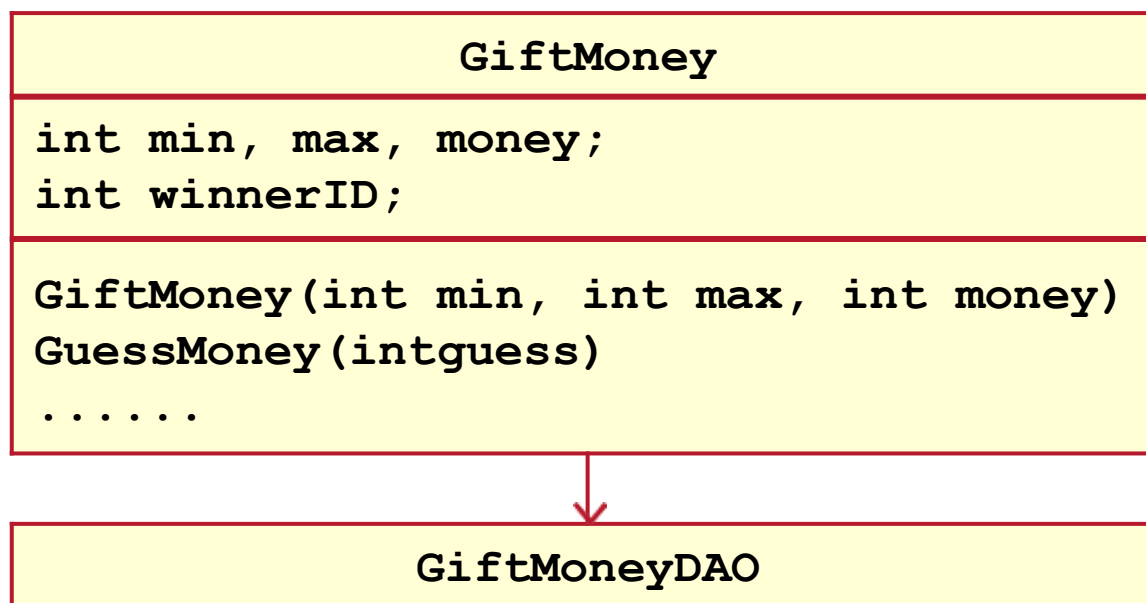 GiftMoney
int min, max, money;
int winnerID;
GiftMoney(int min, int max, int money)
GuessMoney(intguess)
......
GiftMoneyDAO